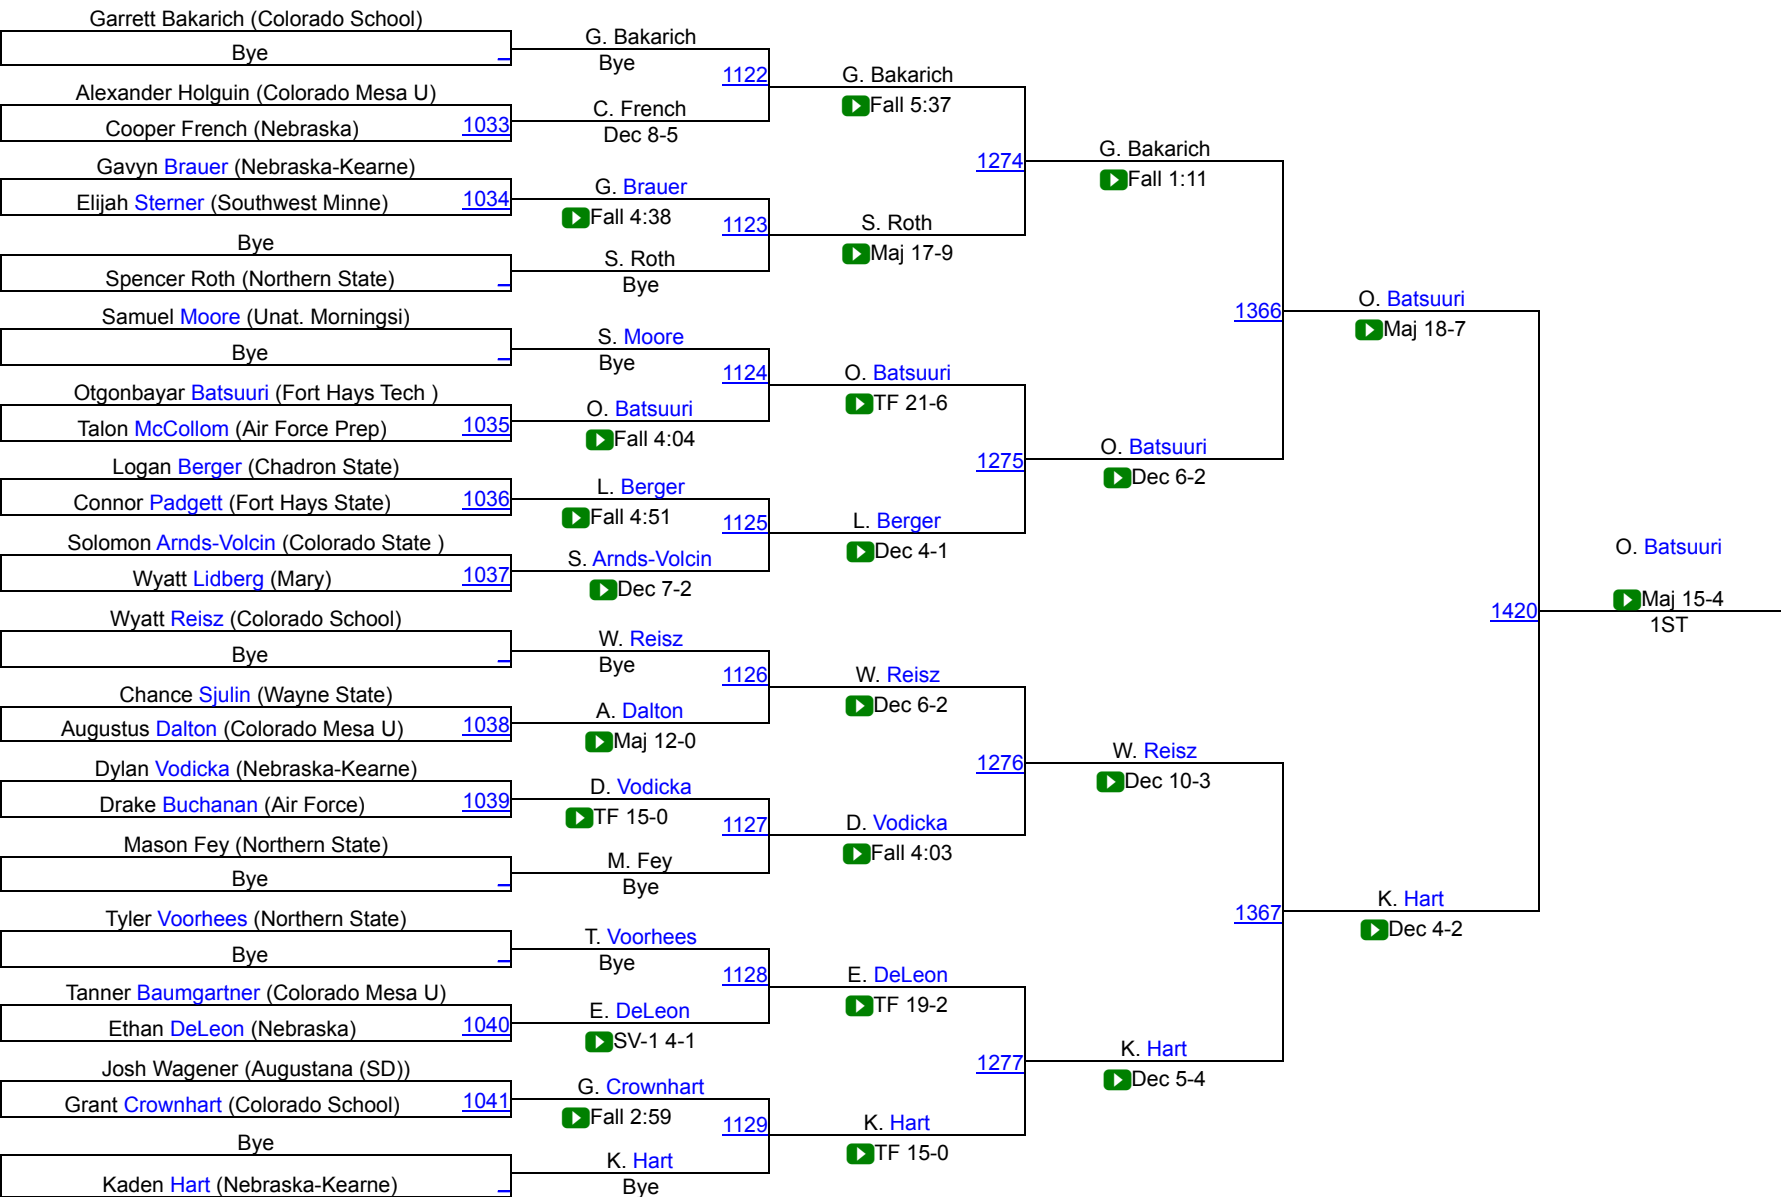 Garrett Bakarich (Colorado School)
Bye
Alexander Holguin (Colorado Mesa U)
Cooper French (Nebraska) 1033
Gavyn Brauer (Nebraska-Kearne)
Elijah Sterner (Southwest Minne) 1034
Bye
Spencer Roth (Northern State)
Samuel Moore (Unat. Morningsi)
Bye
Otgonbayar Batsuuri (Fort Hays Tech )
Talon McCollom (Air Force Prep) 1035
Logan Berger (Chadron State)
Connor Padgett (Fort Hays State) 1036
Solomon Arnds-Volcin (Colorado State )
Wyatt Lidberg (Mary) 1037
Wyatt Reisz (Colorado School)
Bye
Chance Sjulin (Wayne State)
Augustus Dalton (Colorado Mesa U) 1038
Dylan Vodicka (Nebraska-Kearne)
Drake Buchanan (Air Force) 1039
Mason Fey (Northern State)
Bye
Tyler Voorhees (Northern State)
Bye
Tanner Baumgartner (Colorado Mesa U)
Ethan DeLeon (Nebraska) 1040
Josh Wagener (Augustana (SD))
Grant Crownhart (Colorado School) 1041
Bye
Kaden Hart (Nebraska-Kearne)
G. Bakarich
Bye
1122
C. French
Dec 8-5
G. Brauer
Fall 4:38
1123
S. Roth
Bye
S. Moore
Bye
1124
O. Batsuuri
Fall 4:04
L. Berger
Fall 4:51
1125
S. Arnds-Volcin
Dec 7-2
W. Reisz
Bye
1126
A. Dalton
Maj 12-0
D. Vodicka
TF 15-0
1127
M. Fey
Bye
T. Voorhees
Bye
1128
E. DeLeon
SV-1 4-1
G. Crownhart
Fall 2:59
1129
K. Hart
Bye
G. Bakarich
Fall 5:37
1274
S. Roth
Maj 17-9
O. Batsuuri
TF 21-6
1275
L. Berger
Dec 4-1
W. Reisz
Dec 6-2
1276
D. Vodicka
Fall 4:03
E. DeLeon
TF 19-2
1277
K. Hart
TF 15-0
G. Bakarich
Fall 1:11
1366
O. Batsuuri
Dec 6-2
W. Reisz
Dec 10-3
1367
K. Hart
Dec 5-4
O. Batsuuri
Maj 18-7
1420
K. Hart
Dec 4-2
O. Batsuuri
Maj 15-4
1ST